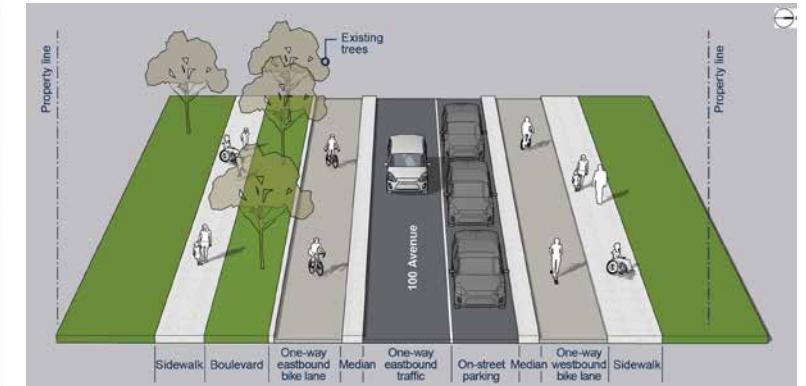 Existing
trees
Property line
Property line
100 Avenue
Sidewalk
Boulevard
One-way
eastbound
bike lane
Median
One-way
eastbound
traffic
On-street
parking
Median
One-way
westbound
bike lane
Sidewalk